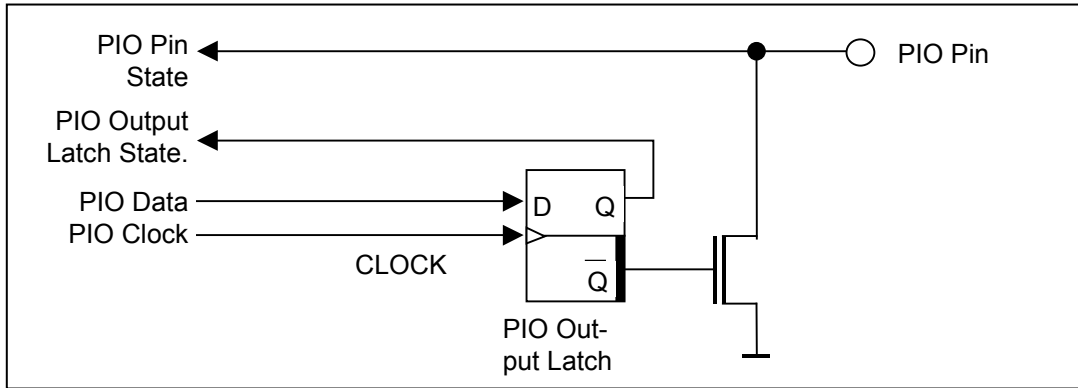 PIO Pin
State
PIO Pin
PIO Output
Latch State.
PIO Data
D Q
PIO Clock
CLOCK
Q̅
PIO Out-
put Latch